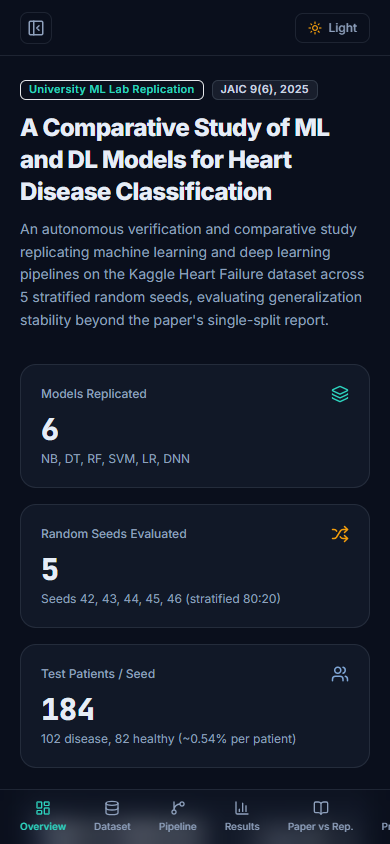 Light
University ML Lab Replication
JAIC 9(6), 2025
A Comparative Study of ML
and DL Models for Heart
Disease Classification
An autonomous verification and comparative study
replicating machine learning and deep learning
pipelines on the Kaggle Heart Failure dataset across
5 stratified random seeds, evaluating generalization
stability beyond the paper's single-split report.
Models Replicated
6
NB, DT, RF, SVM, LR, DNN
Random Seeds Evaluated
5
Seeds 42, 43, 44, 45, 46 (stratified 80:20)
Test Patients / Seed
184
102 disease, 82 healthy (~0.54% per patient)
Overview
Dataset
Pipeline
Results
Paper vs Rep.